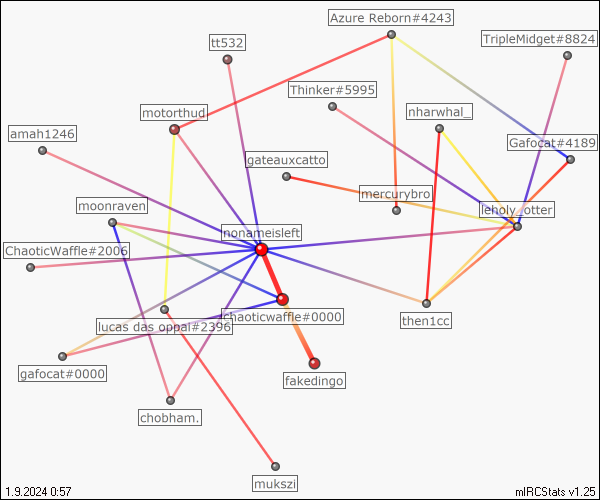 Azure Reborn#4243
tt532
TripleMidget#8824
Thinker#5995
motorthud
nharwhal_
amah1246
Gafocat#4189
gateauxcatto
mercurybro
moonraven
leholy_otter
nonameisleft
ChaoticWaffle#2006
chaoticwaffle#0000
then1cc
lucas das oppai#2396
gafocat#0000
fakedingo
chobham.
mukszi
1.9.2024 0:57
mIRCStats v1.25